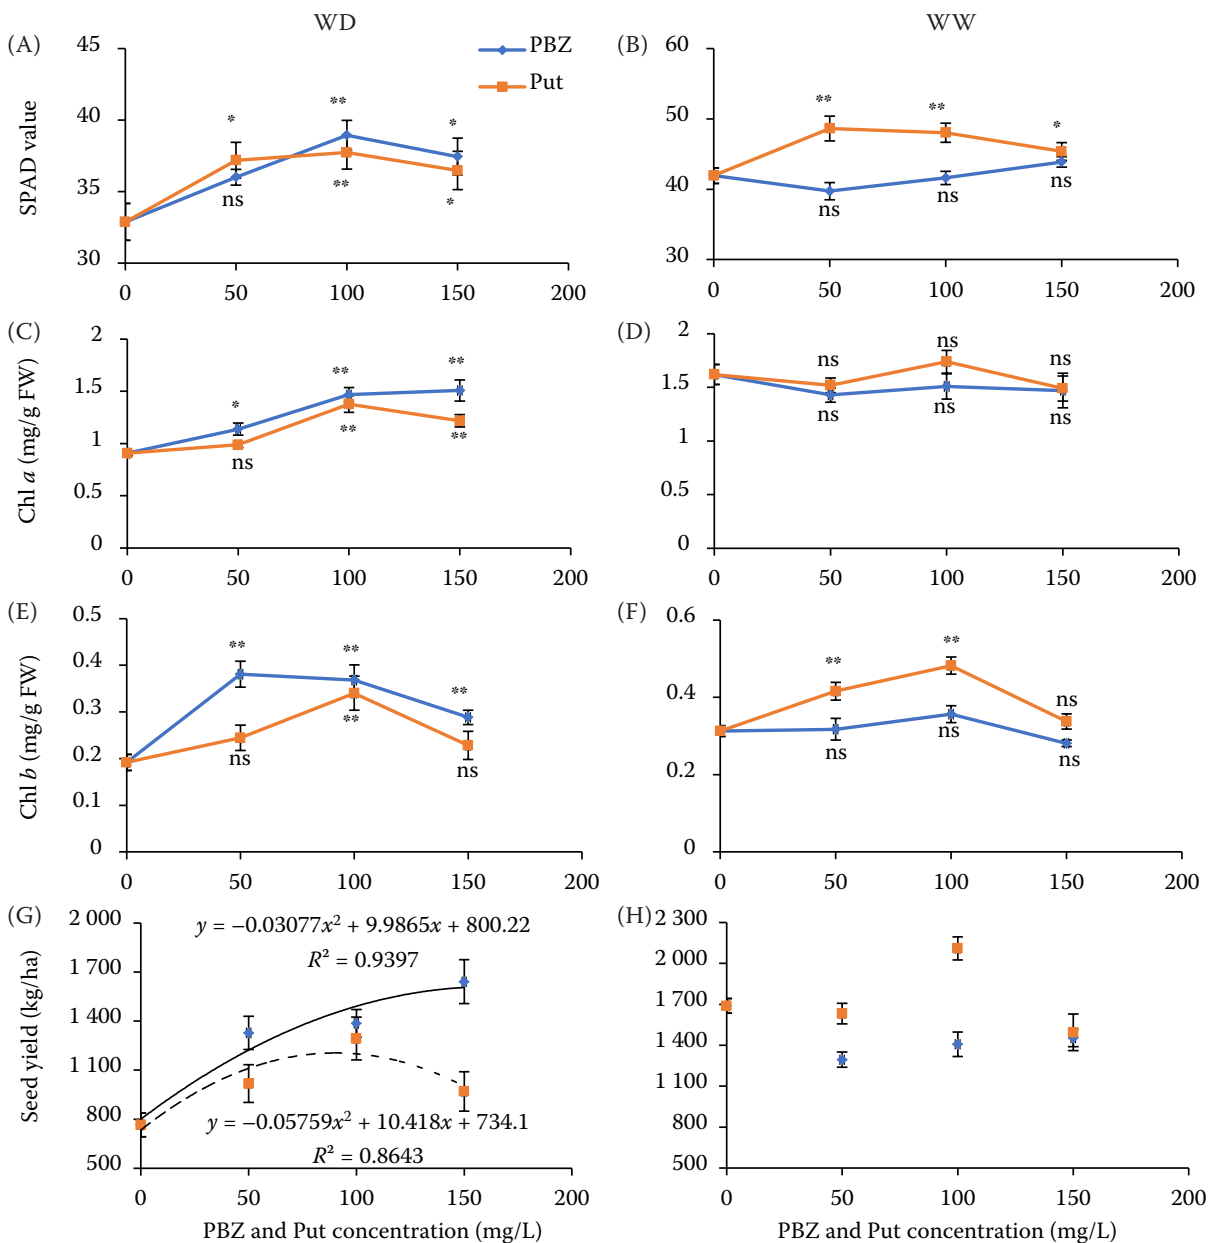 WD
WW
(A)
45
40
35
30
SPAD value
PBZ
Put
*
**
*
ns
**
*
0 50 100 150 200
(B)
60
50
40
30
**
**
*
ns
ns
ns
0 50 100 150 200
(C)
2
1.5
1
0.5
0
Chl a (mg/g FW)
*
**
**
ns
**
**
0 50 100 150 200
(D)
2
1.5
1
0.5
0
ns
ns
ns
ns
ns
ns
0 50 100 150 200
(E)
0.5
0.4
0.3
0.2
0.1
0
Chl b (mg/g FW)
**
**
**
ns
**
ns
0 50 100 150 200
(F)
0.6
0.4
0.2
0
**
**
ns
ns
ns
ns
0 50 100 150 200
(G)
2 000
1 700
1 400
1 100
800
500
Seed yield (kg/ha)
y = −0.03077x² + 9.9865x + 800.22
R² = 0.9397
y = −0.05759x² + 10.418x + 734.1
R² = 0.8643
0 50 100 150 200
PBZ and Put concentration (mg/L)
(H)
2 300
2 000
1 700
1 400
1 100
800
500
0 50 100 150 200
PBZ and Put concentration (mg/L)